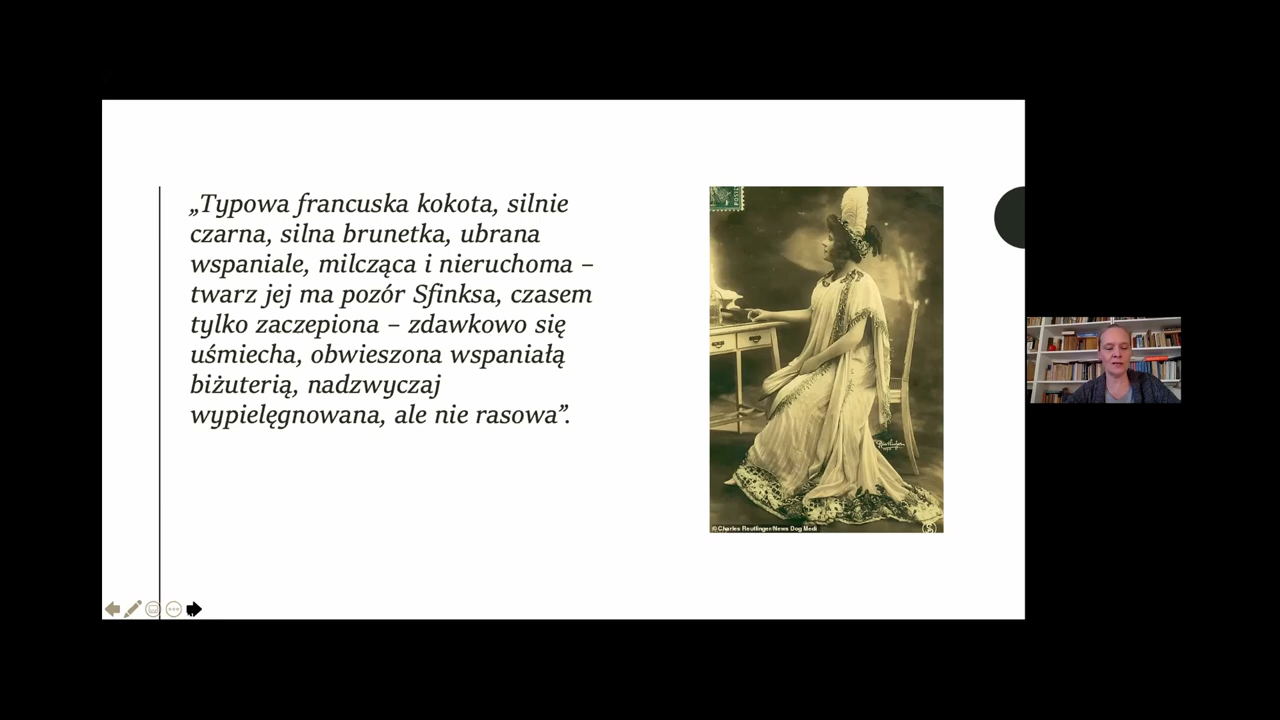 „Typowa francuska kokota, silnie
czarna, silna brunetka, ubrana
wspaniale, milcząca i nieruchoma –
twarz jej ma pozór Sfinksa, czasem
tylko zaczepiona – zdawkowo się
uśmiecha, obwieszona wspaniałą
biżuterią, nadzwyczaj
wypielęgnowana, ale nie rasowa”.
© Charles Reutlinger/News Dog Medi